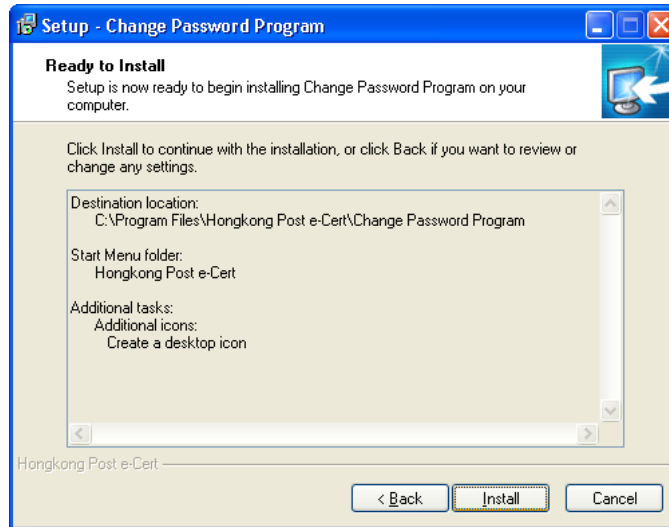 Setup - Change Password Program
Ready to Install
Setup is now ready to begin installing Change Password Program on your
computer.
Click Install to continue with the installation, or click Back if you want to review or
change any settings.
Destination location:
C:\Program Files\Hongkong Post e-Cert\Change Password Program
Start Menu folder:
Hongkong Post e-Cert
Additional tasks:
Additional icons:
Create a desktop icon
Hongkong Post e-Cert
< Back Install Cancel